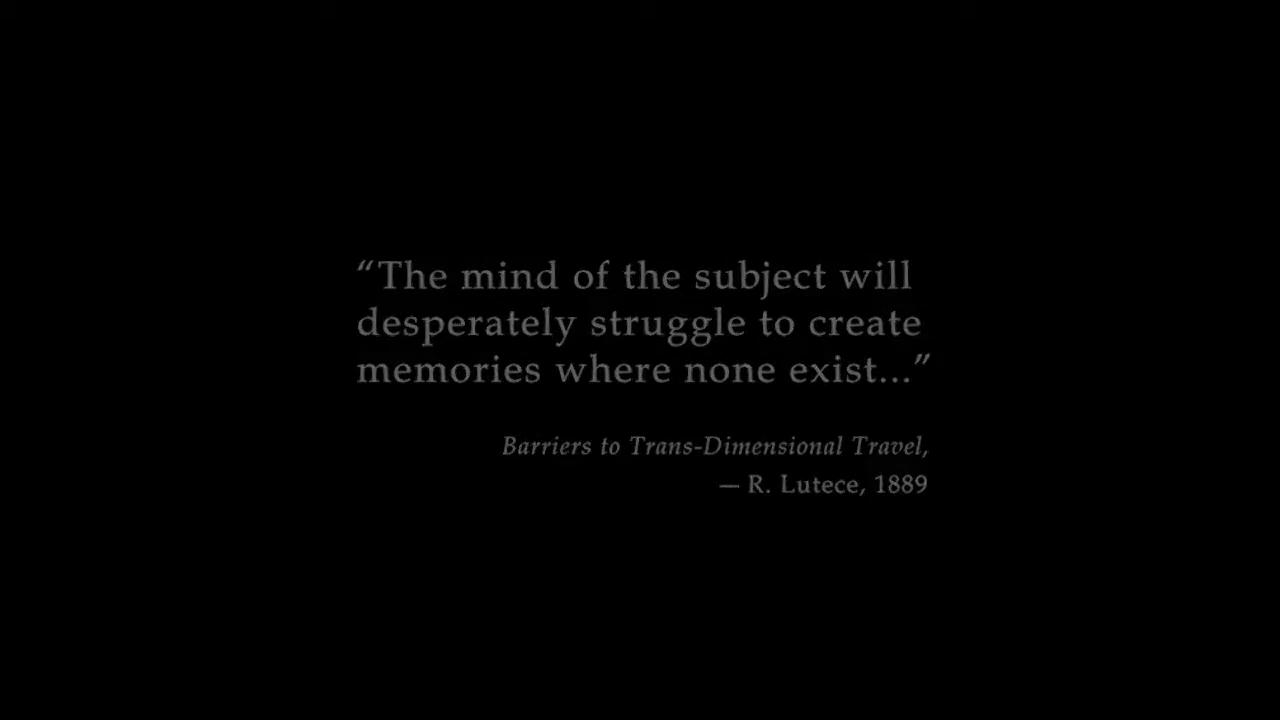 “The mind of the subject will
desperately struggle to create
memories where none exist...”
Barriers to Trans-Dimensional Travel,
— R. Lutece, 1889